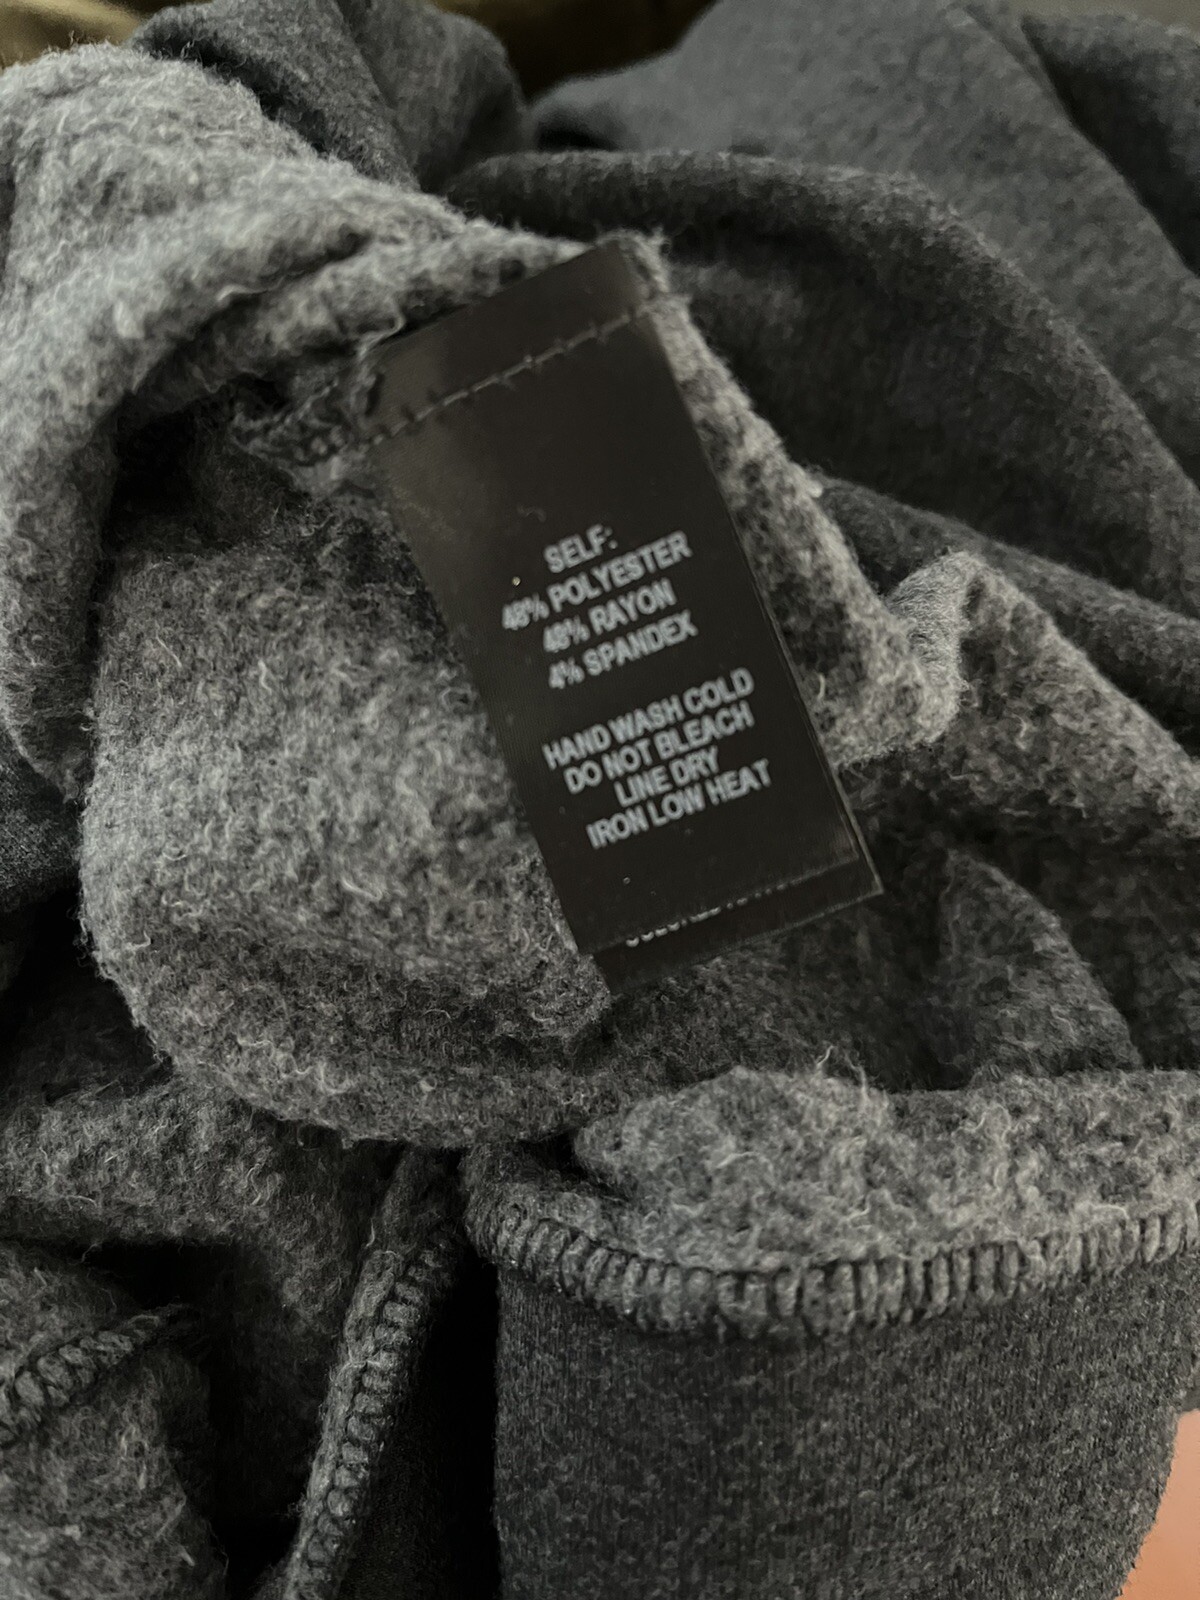 SELF:
48% POLYESTER
48% RAYON
4% SPANDEX
HAND WASH COLD
DO NOT BLEACH
LINE DRY
IRON LOW HEAT